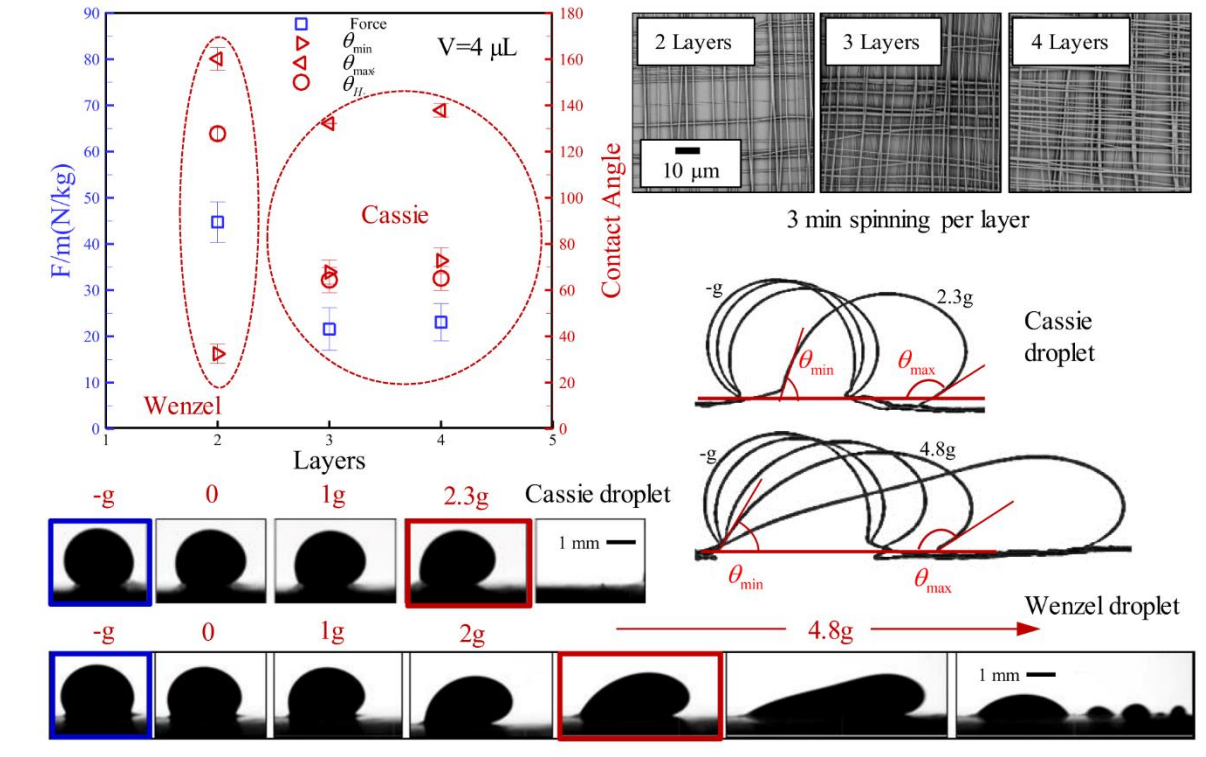 90
80
70
60
50
40
30
20
10
0
F/m(N/kg)
1
2
3
4
5
Layers
180
160
140
120
100
80
60
40
20
0
Contact Angle
Force
θmin
θmax
θH
V=4 μL
Cassie
Wenzel
2 Layers
3 Layers
4 Layers
10 μm
3 min spinning per layer
-g
2.3g
θmin
θmax
Cassie
droplet
-g
4.8g
θmin
θmax
Wenzel droplet
-g 0 1g 2.3g Cassie droplet
1 mm
-g 0 1g 2g 4.8g
1 mm